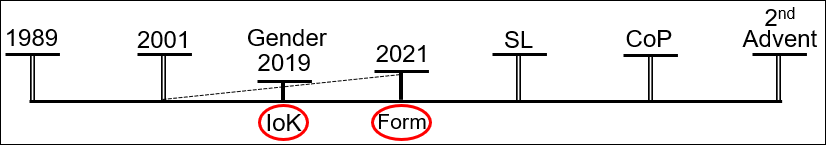 1989
2001
Gender
2019
2021
SL
CoP
2nd
Advent
IoK
Form